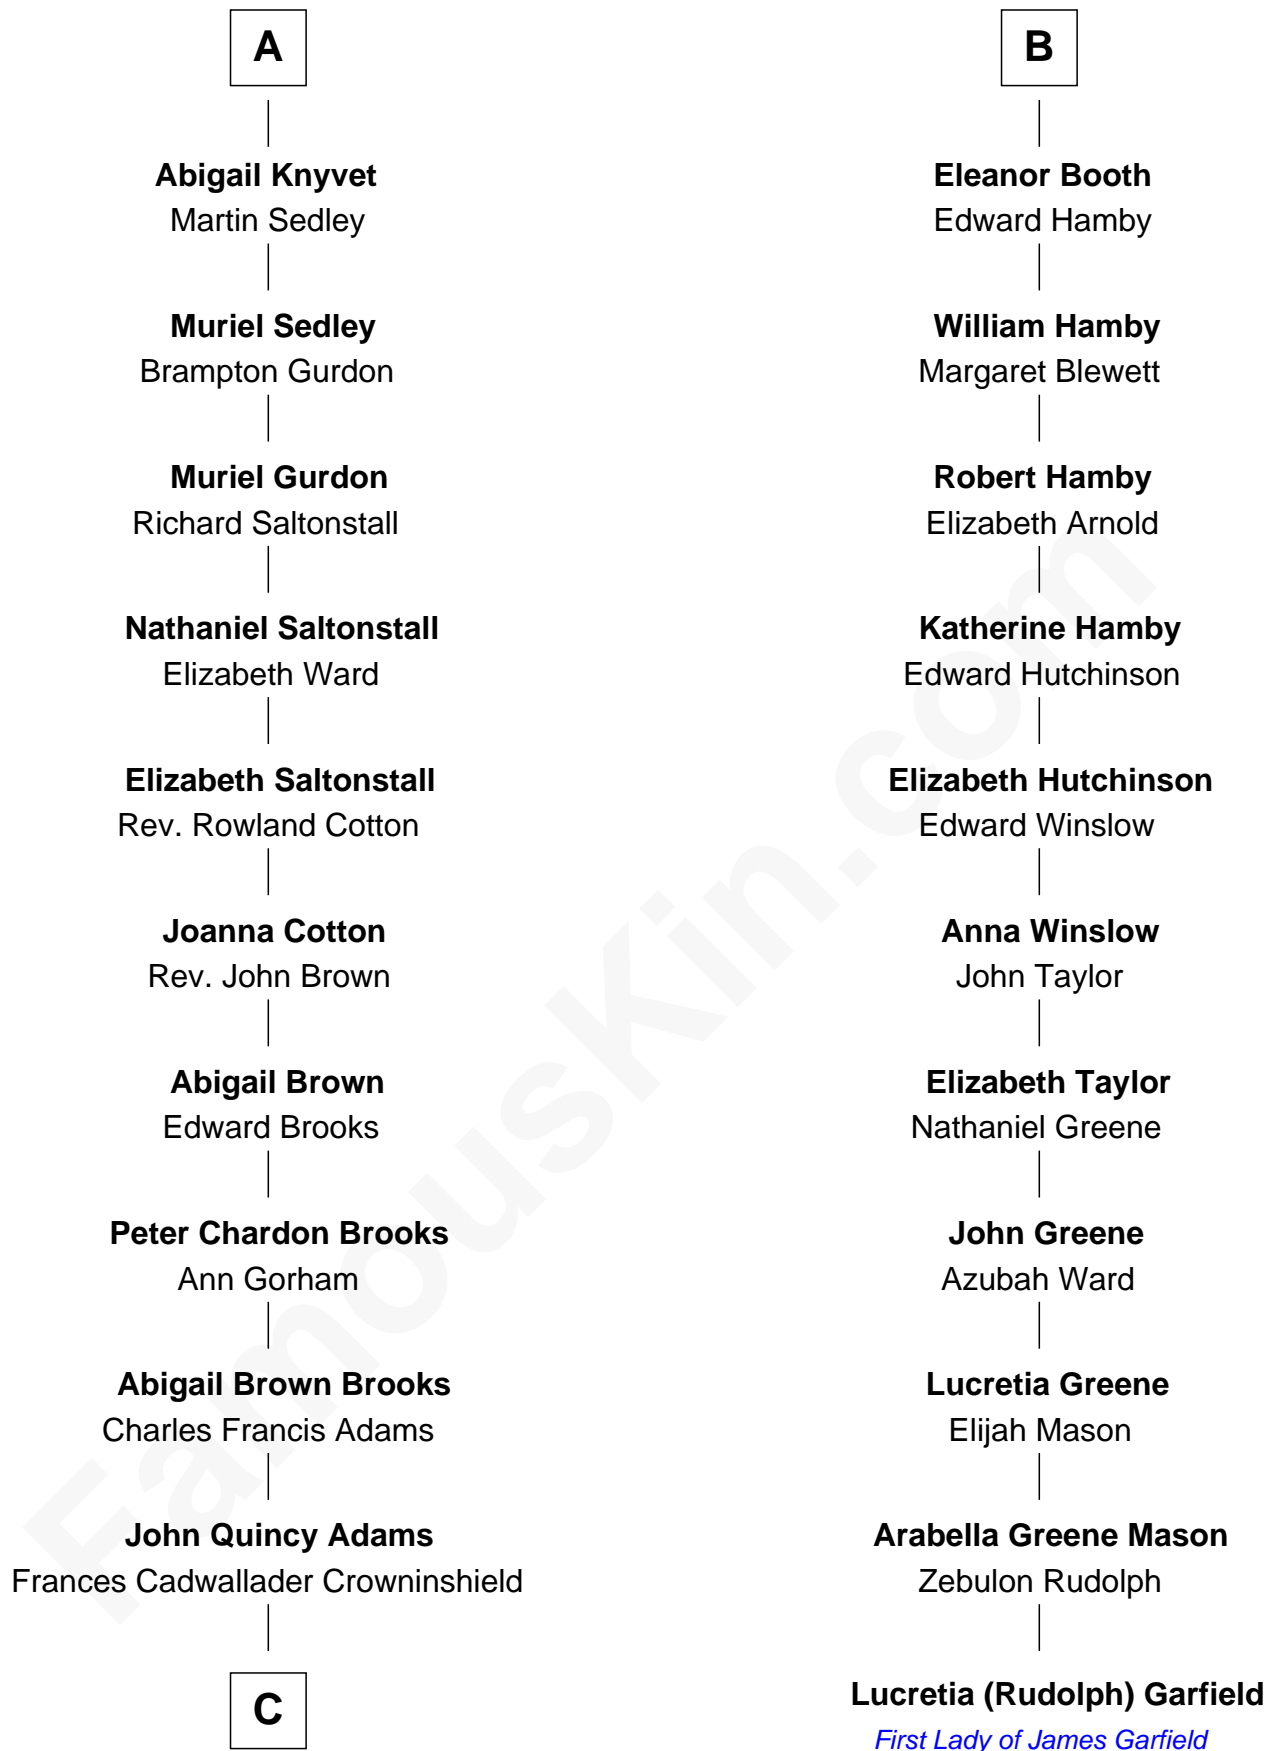 A
Abigail Knyvet
Martin Sedley
Muriel Sedley
Brampton Gurdon
Muriel Gurdon
Richard Saltonstall
Nathaniel Saltonstall
Elizabeth Ward
Elizabeth Saltonstall
Rev. Rowland Cotton
Joanna Cotton
Rev. John Brown
Abigail Brown
Edward Brooks
Peter Chardon Brooks
Ann Gorham
Abigail Brown Brooks
Charles Francis Adams
John Quincy Adams
Frances Cadwallader Crowninshield
C
B
Eleanor Booth
Edward Hamby
William Hamby
Margaret Blewett
Robert Hamby
Elizabeth Arnold
Katherine Hamby
Edward Hutchinson
Elizabeth Hutchinson
Edward Winslow
Anna Winslow
John Taylor
Elizabeth Taylor
Nathaniel Greene
John Greene
Azubah Ward
Lucretia Greene
Elijah Mason
Arabella Greene Mason
Zebulon Rudolph
Lucretia (Rudolph) Garfield
First Lady of James Garfield
FamousKin.com